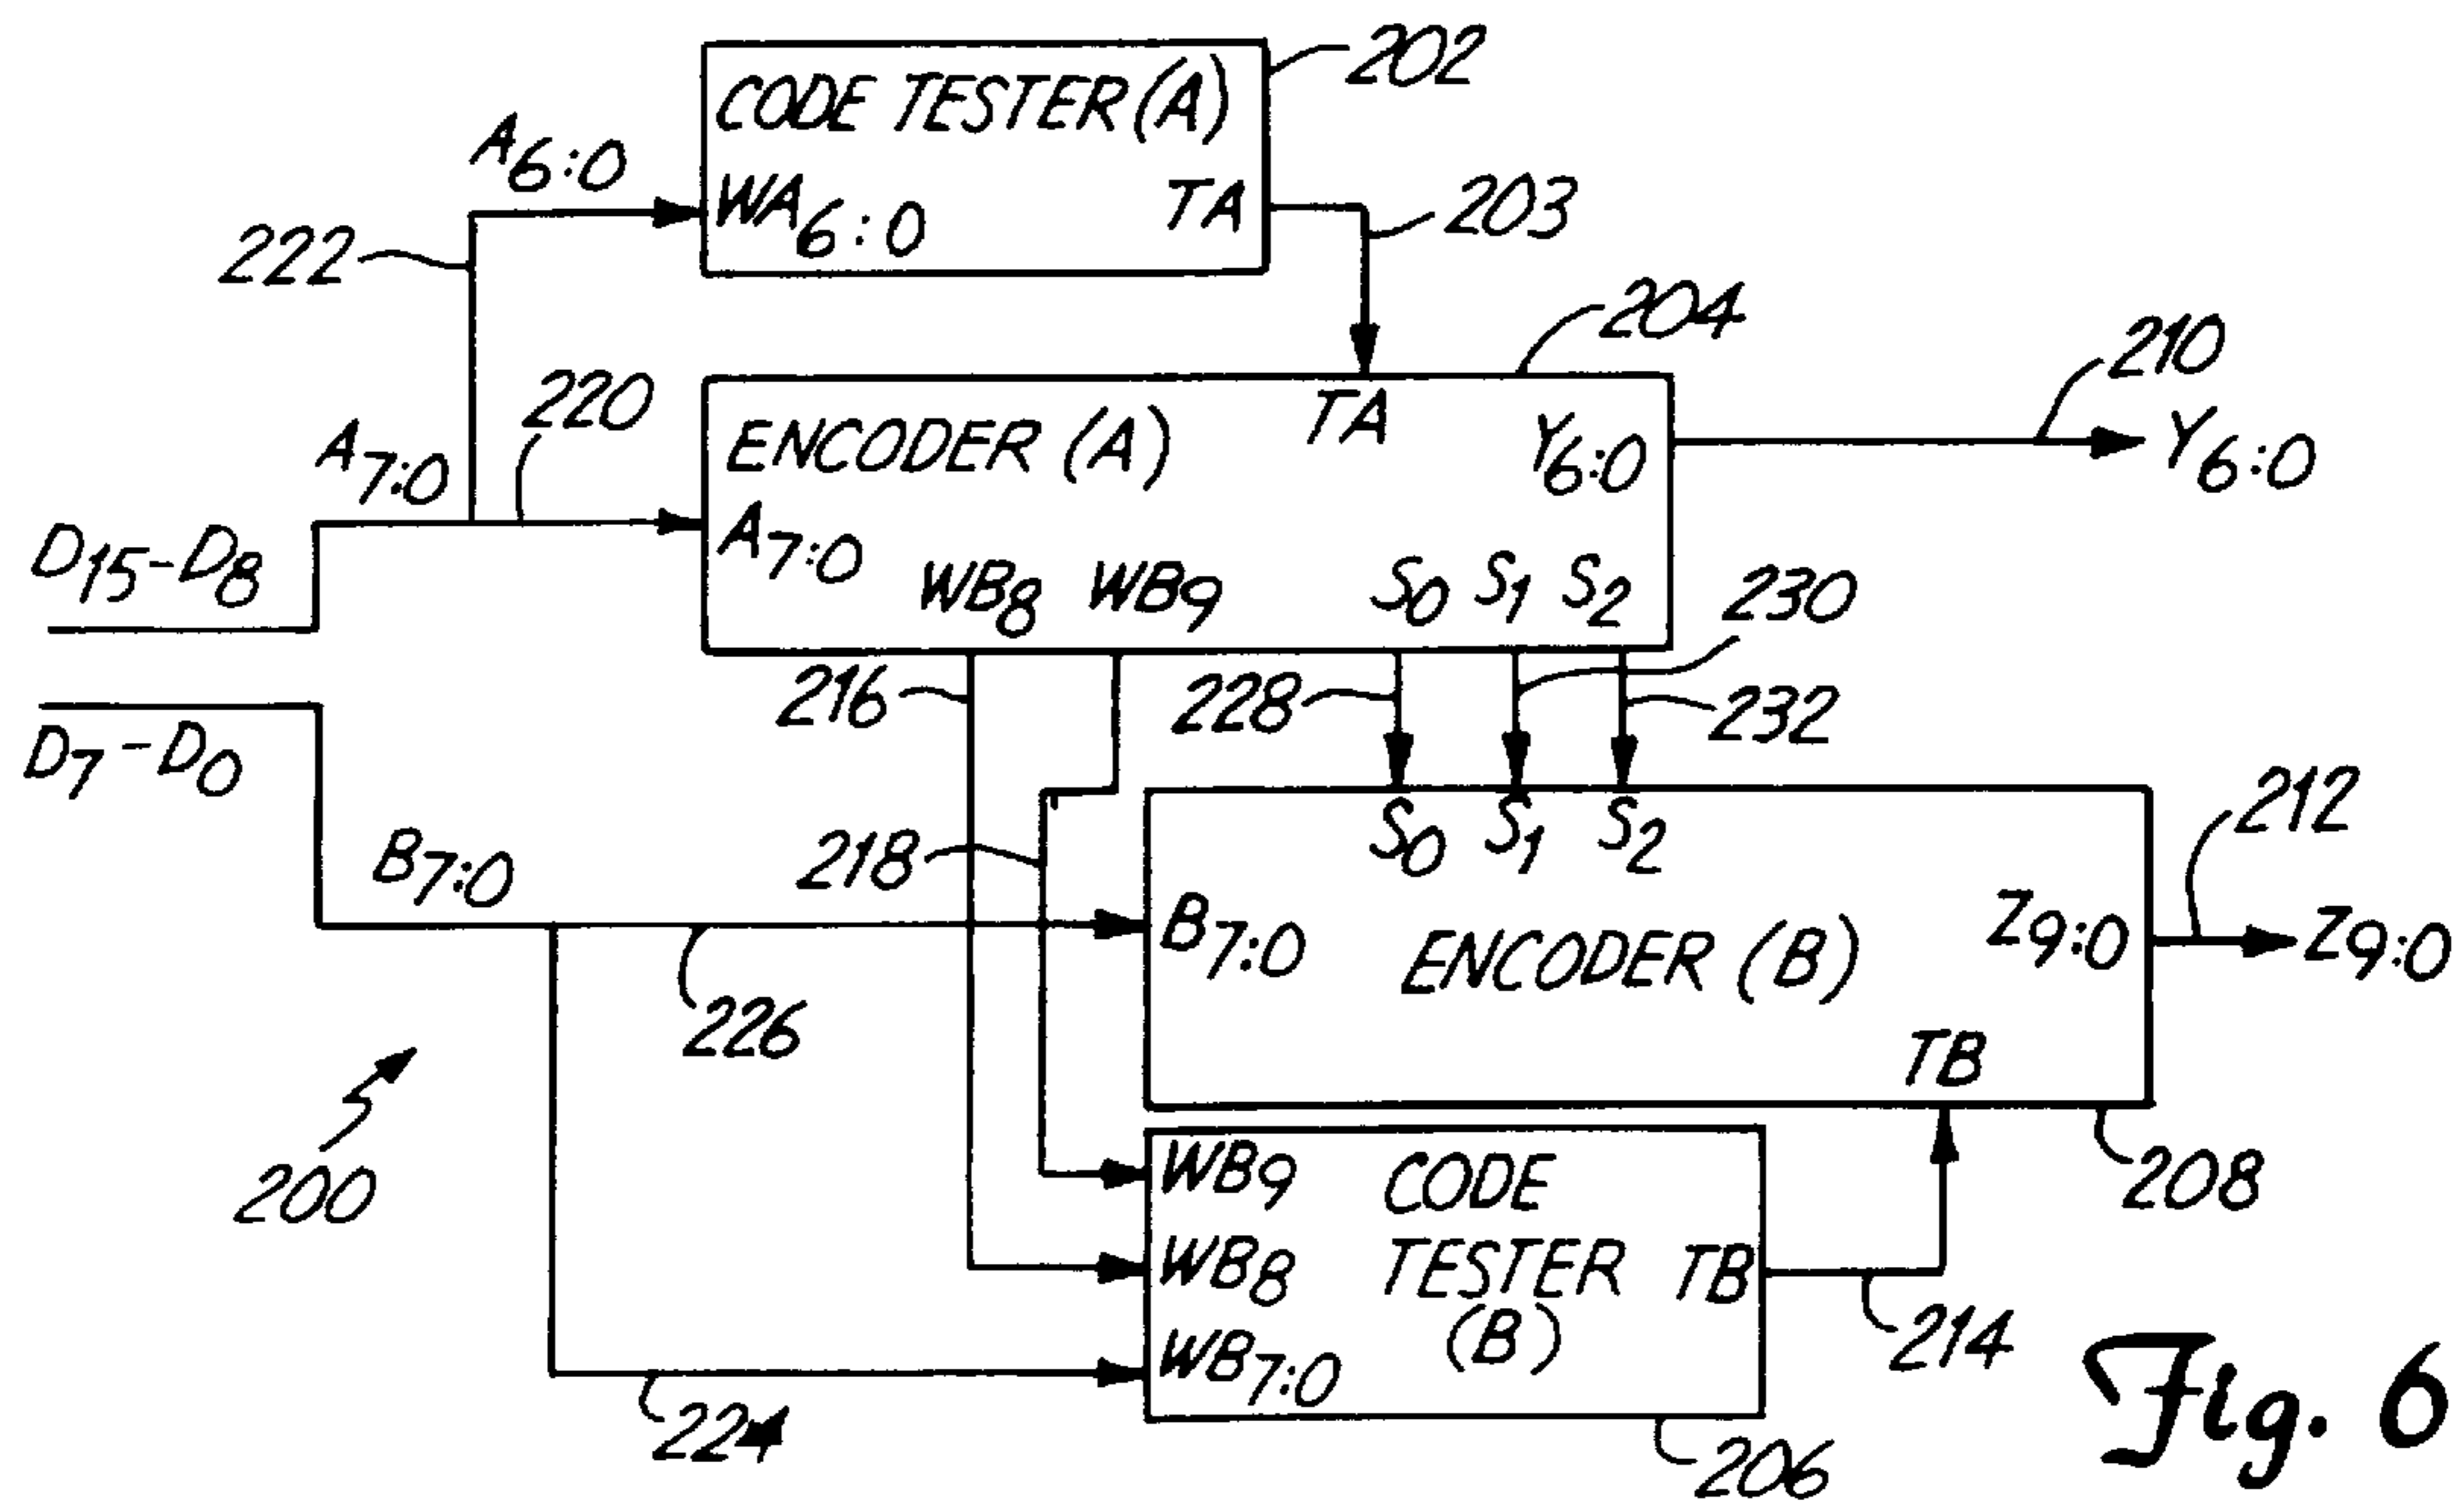 202
CODE TESTER (A)
A6:0
WA6:0
TA
203
222
204
210
220
TA
ENCODER (A)
Y6:0
Y6:0
A7:0
A7:0
D15-D8
WB8
WB9
S0
S1
S2
230
216
228
232
D7-D0
212
S0
S1
S2
218
B7:0
B7:0
ENCODER (B)
Z9:0
Z9:0
226
TB
200
WB9
CODE
208
WB8
TESTER
TB
(B)
214
WB7:0
224
206
Fig. 6